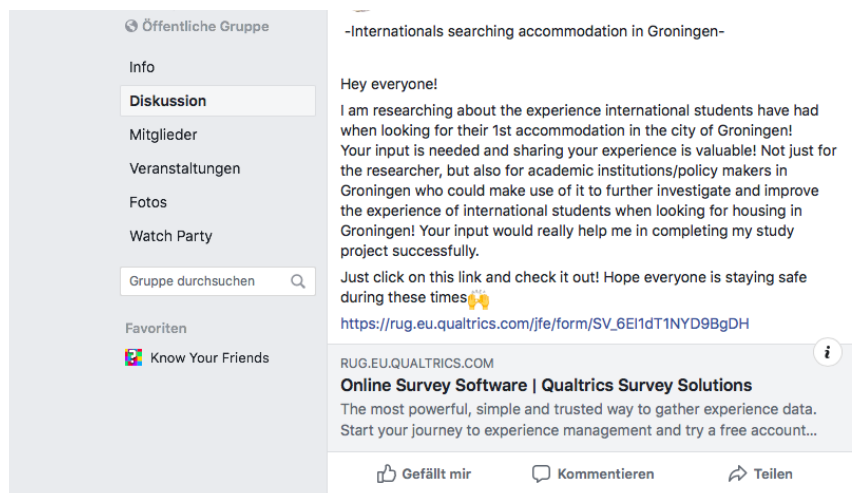 Öffentliche Gruppe
Info
Diskussion
Mitglieder
Veranstaltungen
Fotos
Watch Party
Gruppe durchsuchen
Favoriten
Know Your Friends
-Internationals searching accommodation in Groningen-
Hey everyone!
I am researching about the experience international students have had
when looking for their 1st accommodation in the city of Groningen!
Your input is needed and sharing your experience is valuable! Not just for
the researcher, but also for academic institutions/policy makers in
Groningen who could make use of it to further investigate and improve
the experience of international students when looking for housing in
Groningen! Your input would really help me in completing my study
project successfully.
Just click on this link and check it out! Hope everyone is staying safe
during these times🙌
https://rug.eu.qualtrics.com/jfe/form/SV_6El1dT1NYD9BgDH
RUG.EU.QUALTRICS.COM
Online Survey Software | Qualtrics Survey Solutions
The most powerful, simple and trusted way to gather experience data.
Start your journey to experience management and try a free account...
Gefällt mir
Kommentieren
Teilen